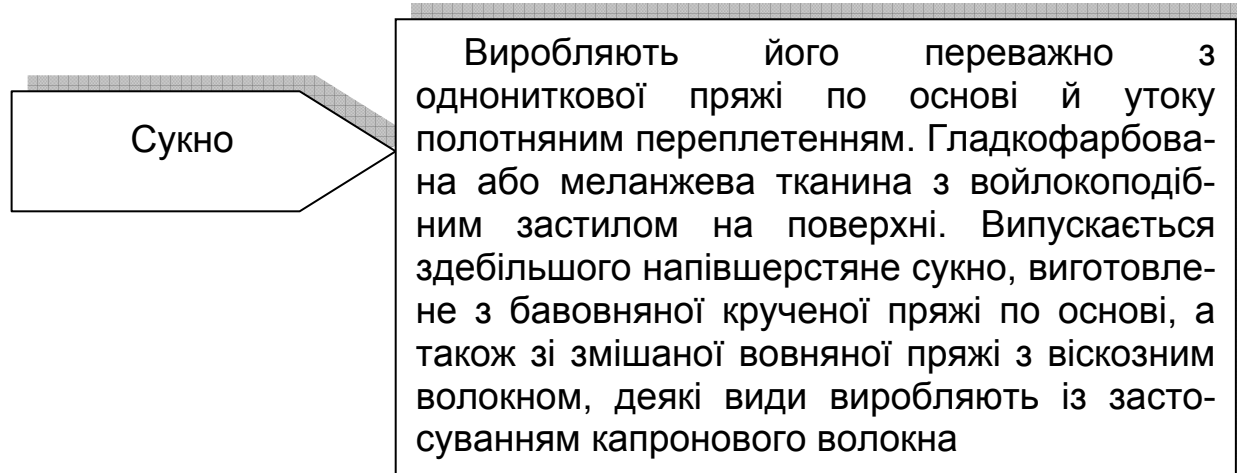 Сукно
Виробляють його переважно з
однониткової пряжі по основі й утоку
полотняним переплетенням. Гладкофарбова-
на або меланжева тканина з войлокоподіб-
ним застилом на поверхні. Випускається
здебільшого напівшерстяне сукно, виготовле-
не з бавовняної крученої пряжі по основі, а
також зі змішаної вовняної пряжі з віскозним
волокном, деякі види виробляють із засто-
суванням капронового волокна